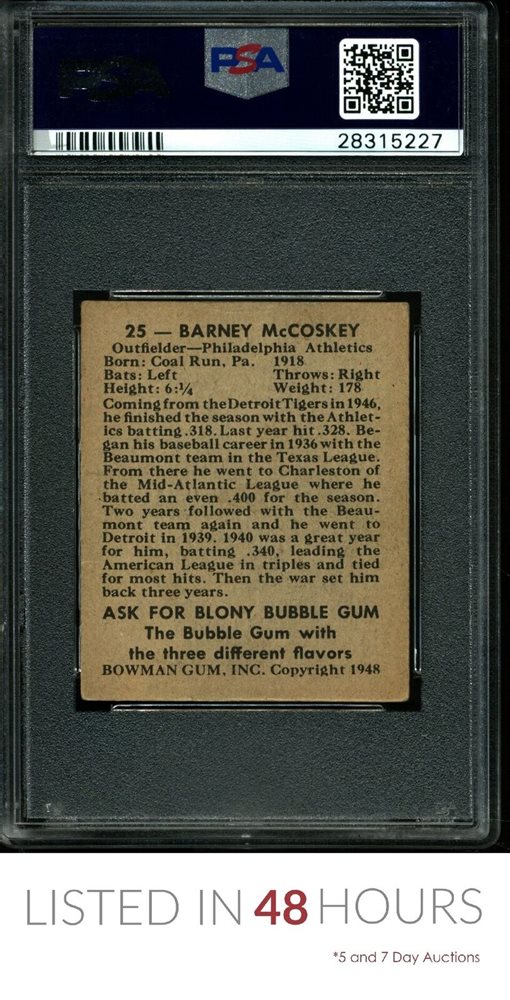 PSA
PSA
28315227
25 — BARNEY McCOSKEY
Outfielder—Philadelphia Athletics
Born: Coal Run, Pa. 1918
Bats: Left Throws: Right
Height: 6:¼ Weight: 178
Coming from the Detroit Tigers in 1946,
he finished the season with the Athlet-
ics batting .318. Last year hit .328. Be-
gan his baseball career in 1936 with the
Beaumont team in the Texas League.
From there he went to Charleston of
the Mid-Atlantic League where he
batted an even .400 for the season.
Two years followed with the Beau-
mont team again and he went to
Detroit in 1939. 1940 was a great year
for him, batting .340, leading the
American League in triples and tied
for most hits. Then the war set him
back three years.
ASK FOR BLONY BUBBLE GUM
The Bubble Gum with
the three different flavors
BOWMAN GUM, INC. Copyright 1948
LISTED IN 48 HOURS
*5 and 7 Day Auctions